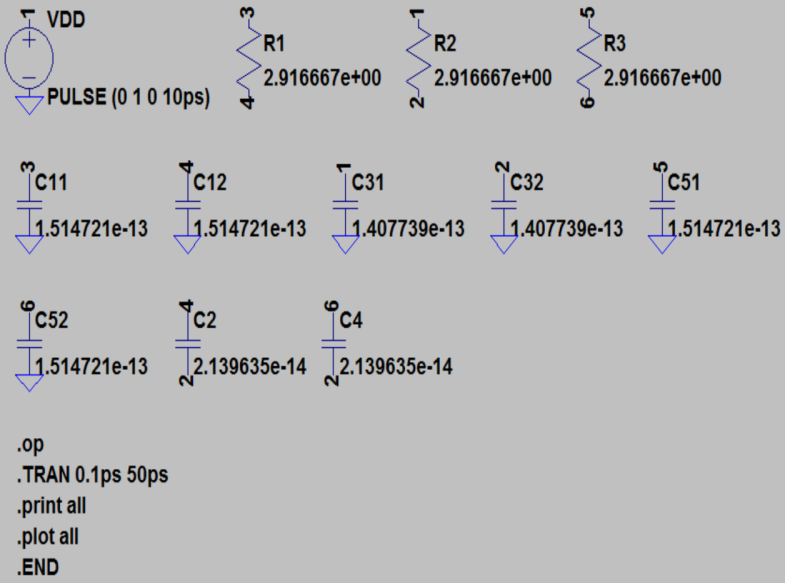 1 VDD
PULSE (0 1 0 10ps)
3
R1
2.916667e+00
4
1
R2
2.916667e+00
2
5
R3
2.916667e+00
6
3
C11
1.514721e-13
4
C12
1.514721e-13
1
C31
1.407739e-13
2
C32
1.407739e-13
5
C51
1.514721e-13
6
C52
1.514721e-13
4
C2
2.139635e-14
2
6
C4
2.139635e-14
2
.op
.TRAN 0.1ps 50ps
.print all
.plot all
.END